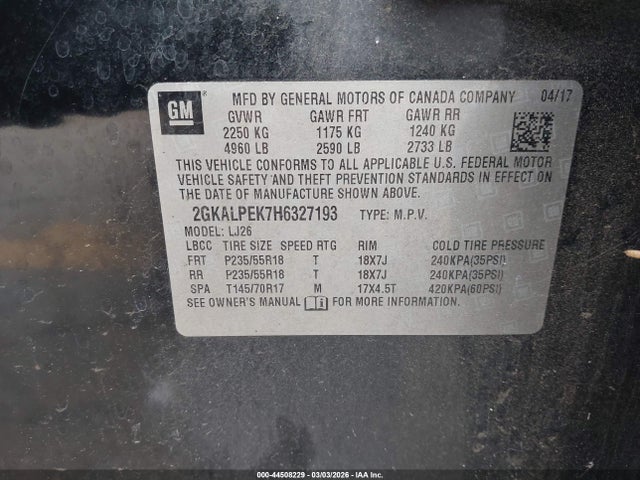 GM
MFD BY GENERAL MOTORS OF CANADA COMPANY 04/17
GVWR GAWR FRT GAWR RR
2250 KG 1175 KG 1240 KG
4960 LB 2590 LB 2733 LB
THIS VEHICLE CONFORMS TO ALL APPLICABLE U.S. FEDERAL MOTOR
VEHICLE SAFETY AND THEFT PREVENTION STANDARDS IN EFFECT ON
THE DATE OF MANUFACTURE SHOWN ABOVE.
2GKALPEK7H6327193 TYPE: M.P.V.
MODEL: LJ26
LBCC TIRE SIZE SPEED RTG RIM COLD TIRE PRESSURE
FRT P235/55R18 T 18X7J 240KPA(35PSI)
RR P235/55R18 T 18X7J 240KPA(35PSI)
SPA T145/70R17 M 17X4.5T 420KPA(60PSI)
SEE OWNER'S MANUAL FOR MORE INFORMATION.
000-44508229 - 03/03/2026 - IAA Inc.